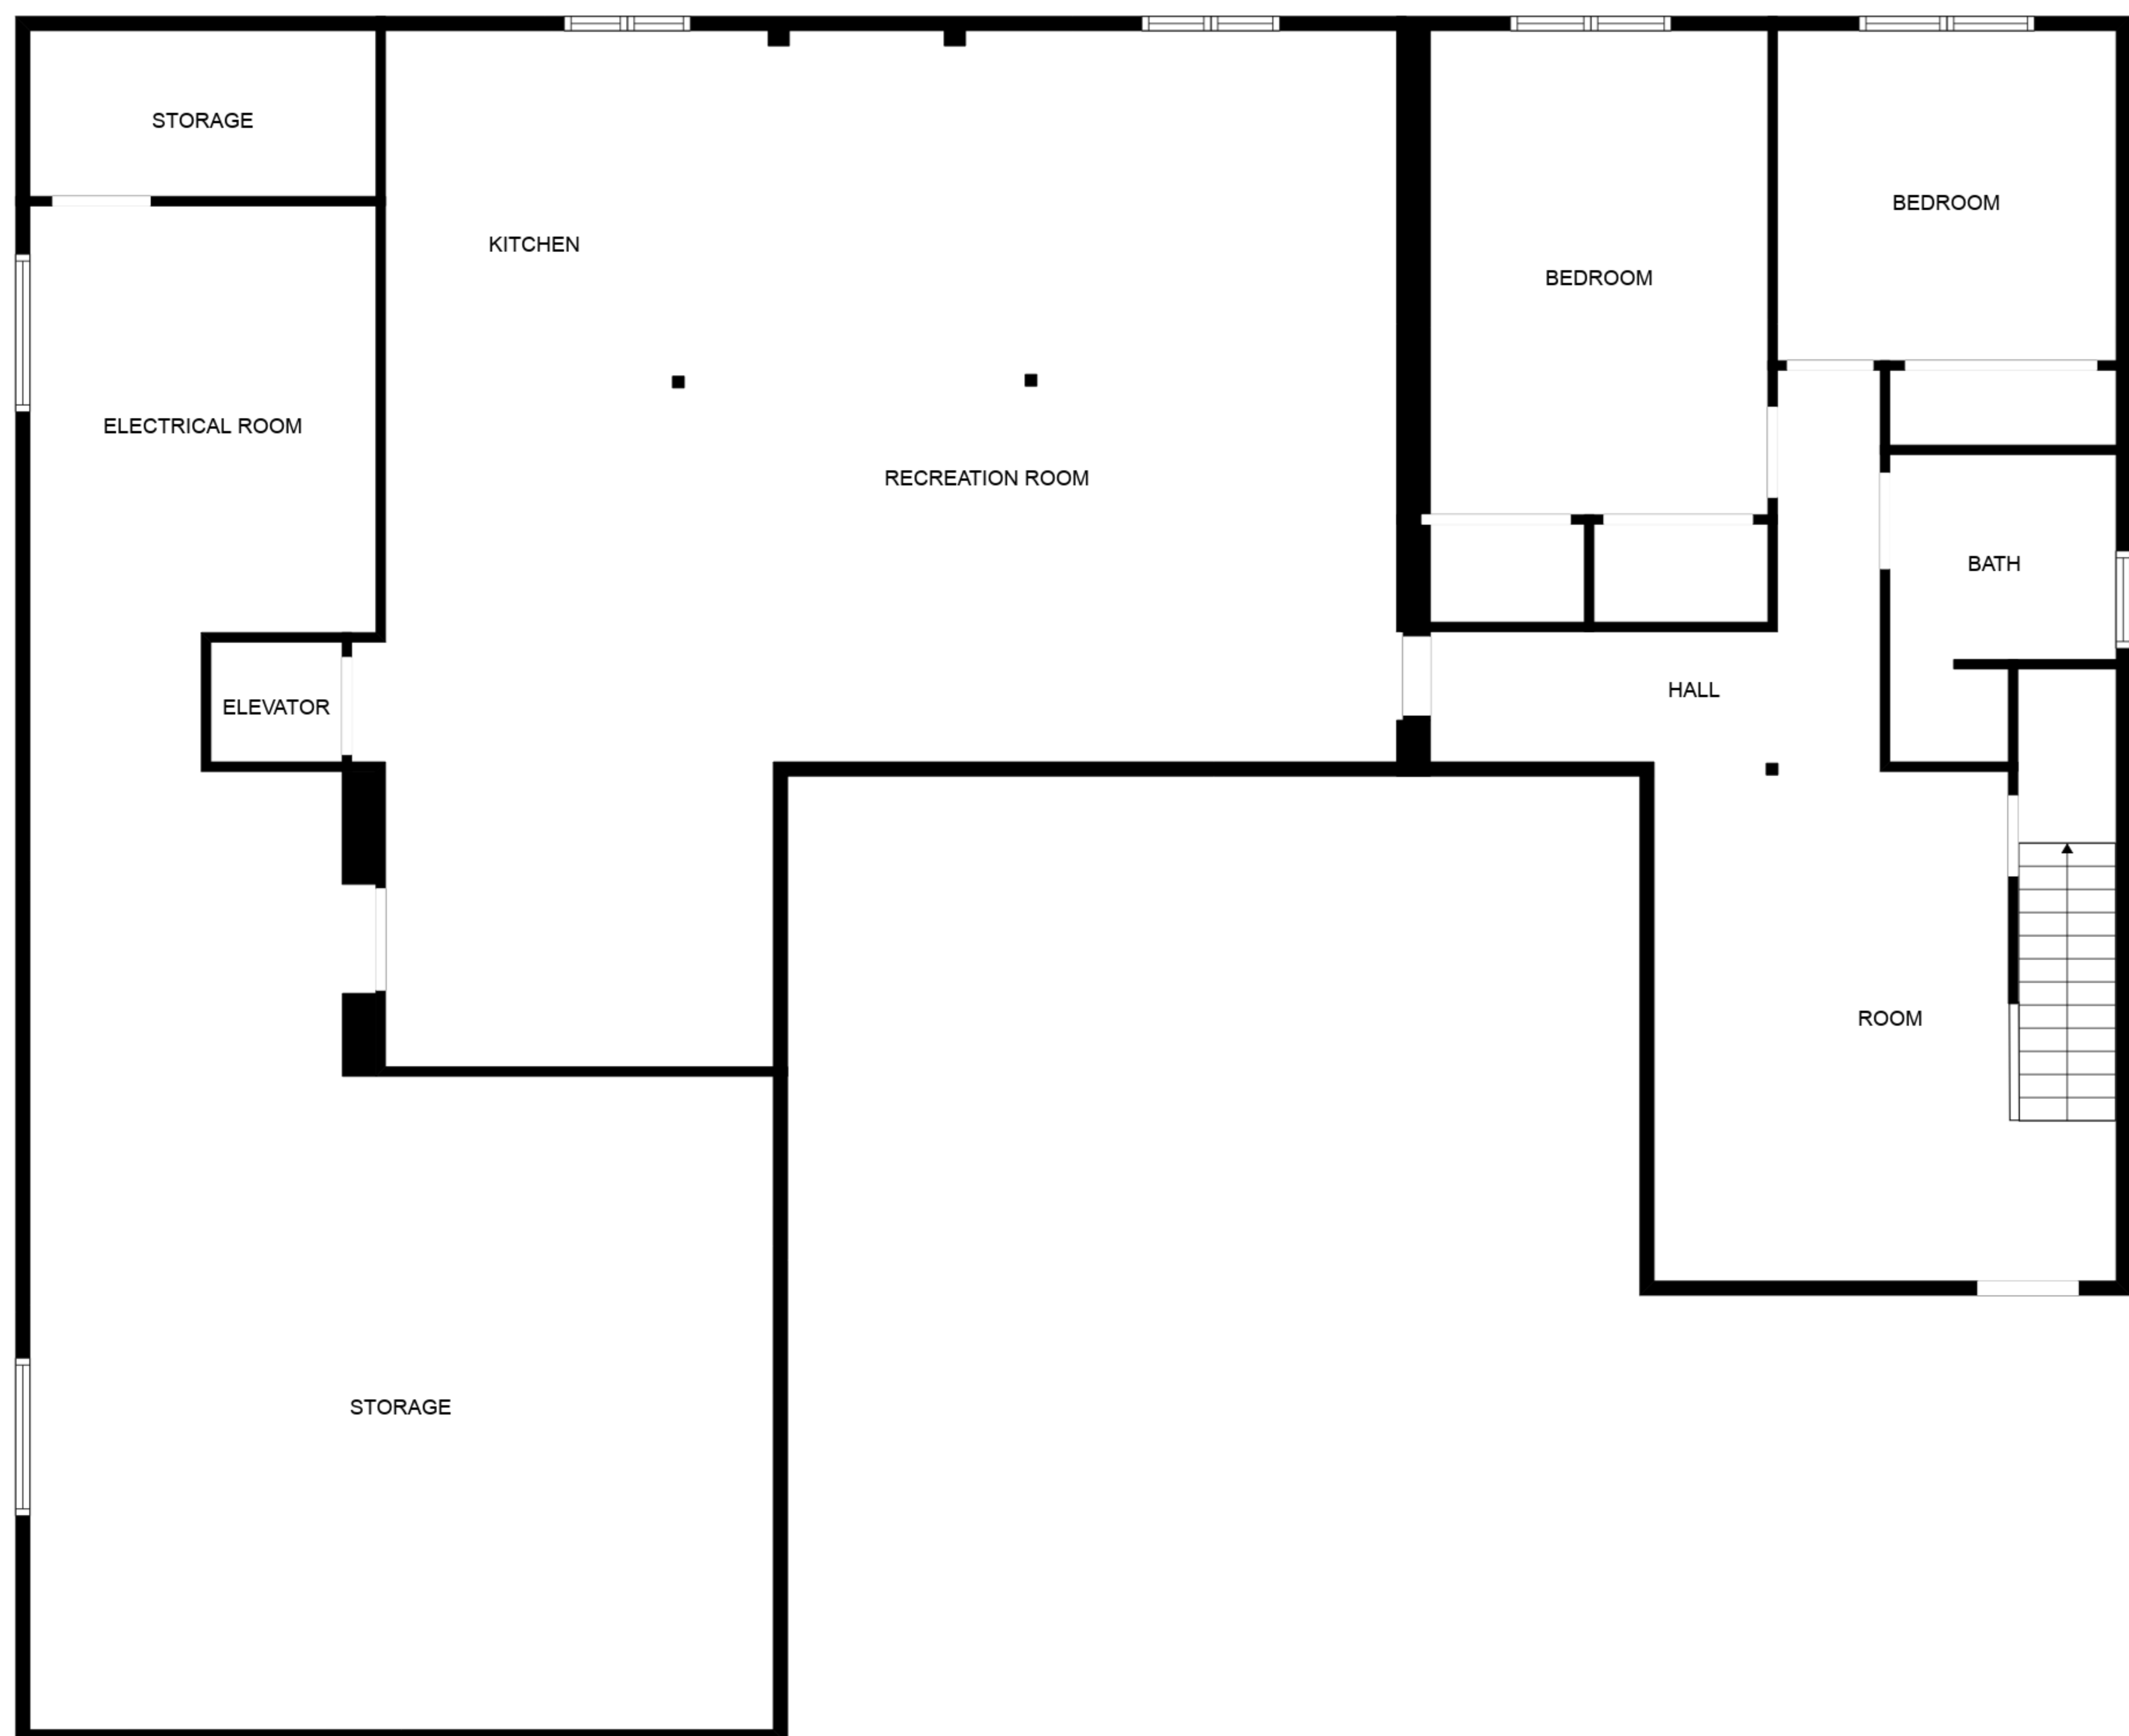 STORAGE
BEDROOM
KITCHEN
BEDROOM
ELECTRICAL ROOM
RECREATION ROOM
BATH
HALL
ELEVATOR
ROOM
STORAGE